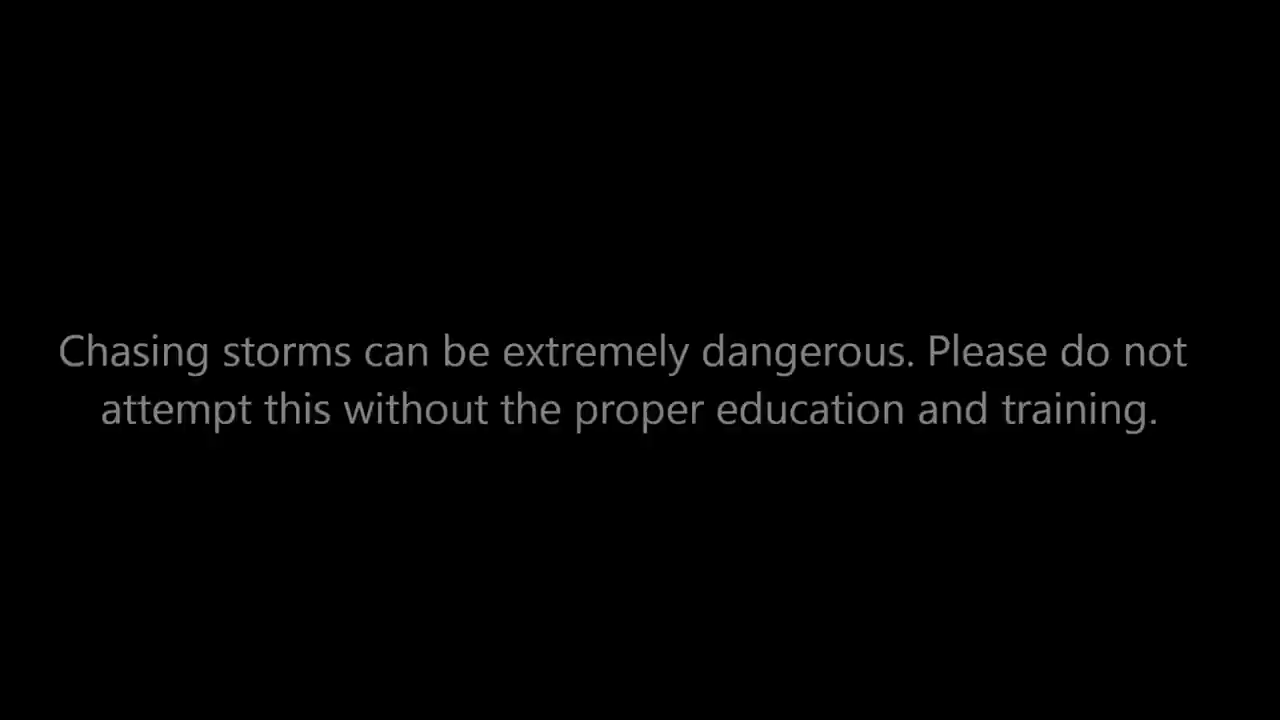 Chasing storms can be extremely dangerous. Please do not
attempt this without the proper education and training.